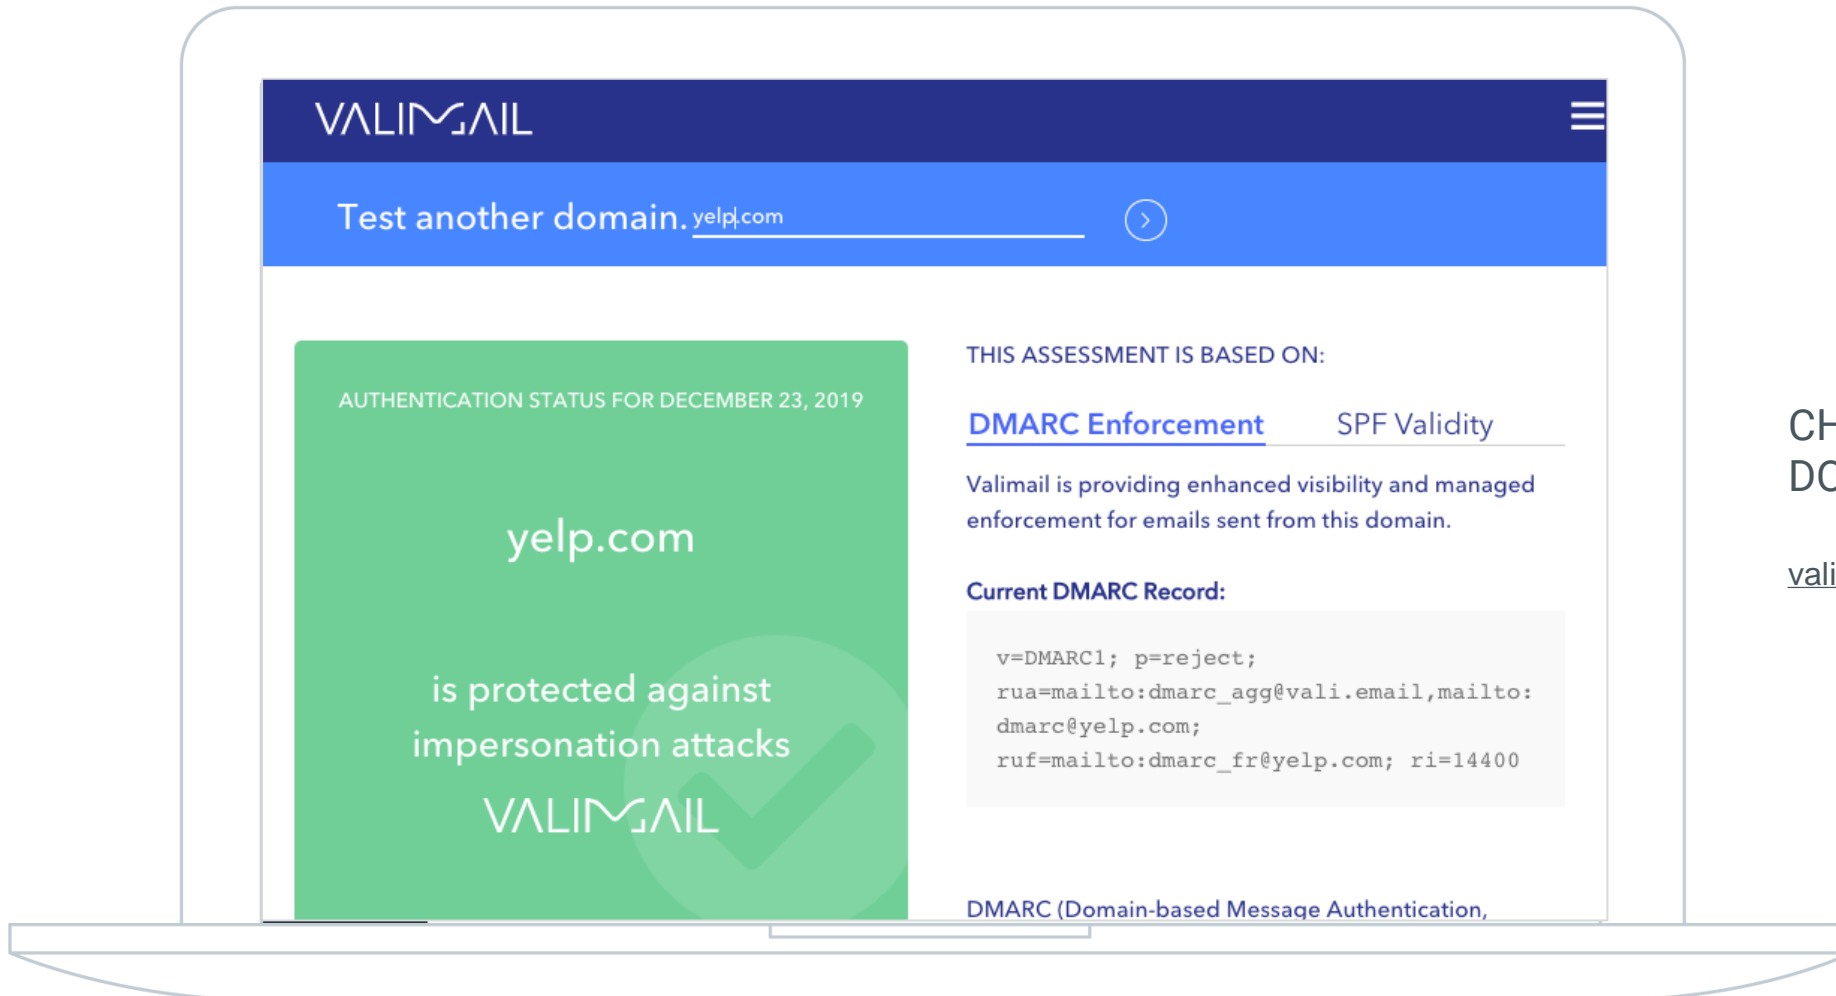 VALIMAIL
Test another domain. yelp.com
AUTHENTICATION STATUS FOR DECEMBER 23, 2019
yelp.com
is protected against
impersonation attacks
VALIMAIL
THIS ASSESSMENT IS BASED ON:
DMARC Enforcement SPF Validity
Valimail is providing enhanced visibility and managed
enforcement for emails sent from this domain.
Current DMARC Record:
v=DMARC1; p=reject;
rua=mailto:dmarc_agg@vali.email,mailto:
dmarc@yelp.com;
ruf=mailto:dmarc_fr@yelp.com; ri=14400
DMARC (Domain-based Message Authentication,